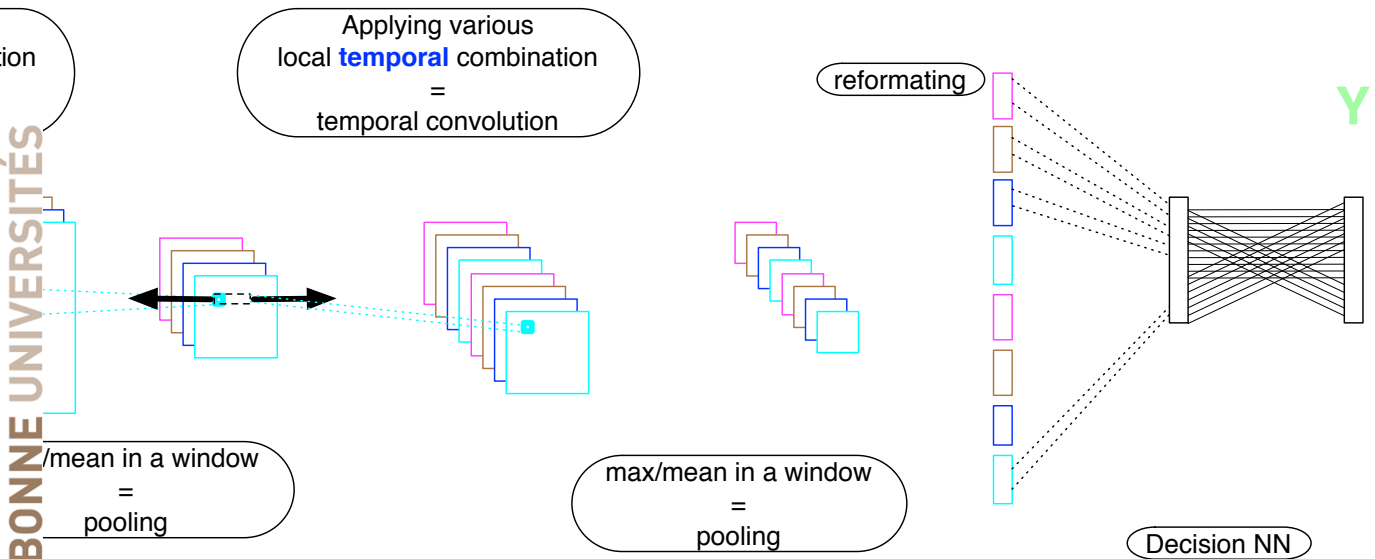 tion
Applying various
local temporal combination
=
temporal convolution
reformating
Y
BONNE UNIVERSITÉS
/mean in a window
=
pooling
max/mean in a window
=
pooling
Decision NN